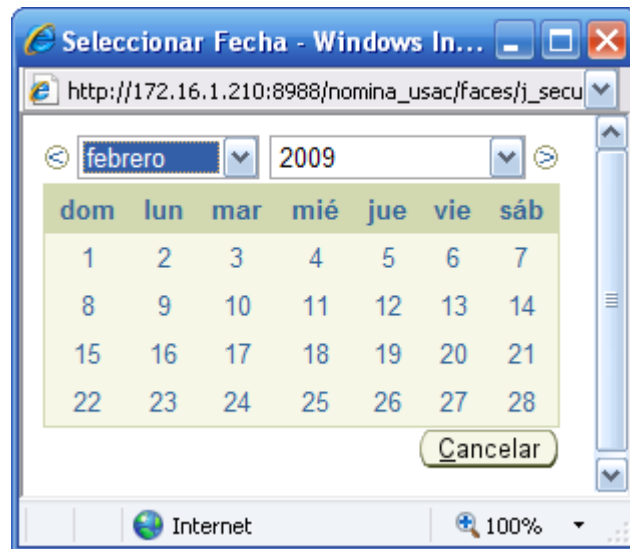 Seleccionar Fecha - Windows In...
http://172.16.1.210:8988/nomina_usac/faces/j_secu
febrero 2009
dom lun mar mié jue vie sáb
1 2 3 4 5 6 7
8 9 10 11 12 13 14
15 16 17 18 19 20 21
22 23 24 25 26 27 28
Cancelar
Internet 100%